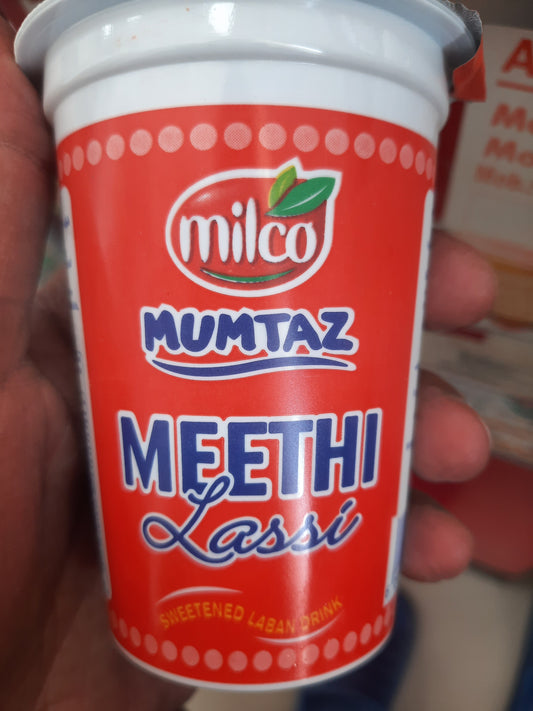 milco
MUMTAZ
MEETHI
Lassi
SWEETENED LABAN DRINK